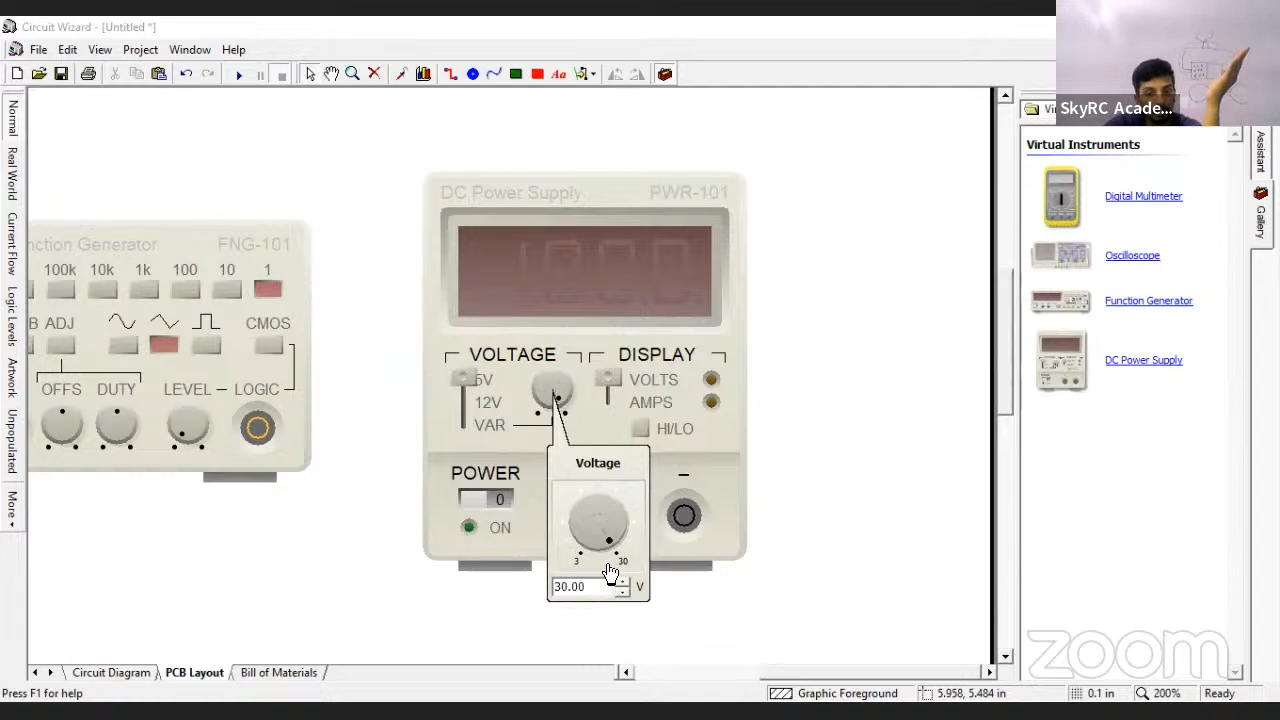 Circuit Wizard - [Untitled *]
File Edit View Project Window Help
SkyRC Acade...
Normal
Real World
Current Flow
Logic Levels
Artwork
Unpopulated
More
nction Generator FNG-101
100k 10k 1k 100 10 1
B ADJ CMOS
OFFS DUTY LEVEL LOGIC
DC Power Supply PWR-101
VOLTAGE DISPLAY
5V VOLTS
12V AMPS
VAR HI/LO
POWER
0
ON
Voltage
3 30
30.00 V
Virtual Instruments
Digital Multimeter
Oscilloscope
Function Generator
DC Power Supply
Assistant
Gallery
zoom
Circuit Diagram PCB Layout Bill of Materials
Press F1 for help Graphic Foreground 5.958, 5.484 in 0.1 in 200% Ready